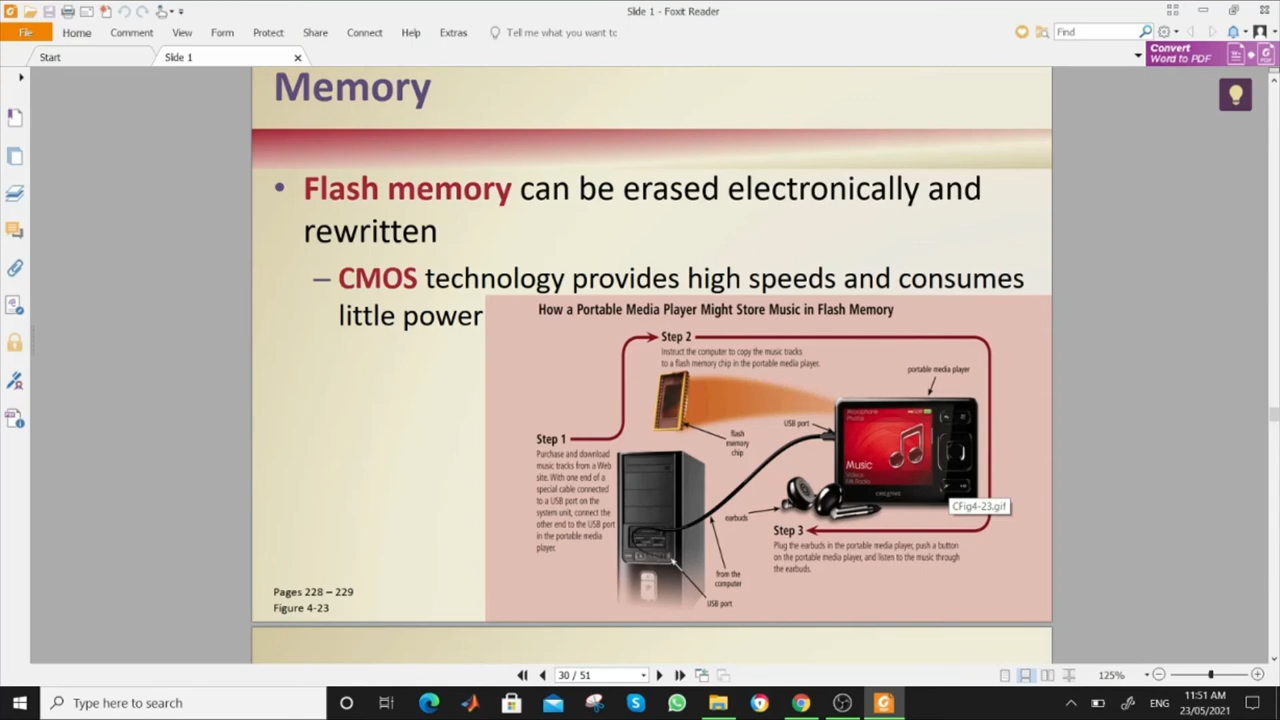 Slide 1 - Foxit Reader
File Home Comment View Form Protect Share Connect Help Extras Tell me what you want to Find
Start Slide 1
Convert
Word to PDF
Memory
• Flash memory can be erased electronically and
rewritten
– CMOS technology provides high speeds and consumes
little power
How a Portable Media Player Might Store Music in Flash Memory
Step 2
Instruct the computer to copy the music tracks
to a flash memory chip in the portable media player.
portable media player
USB port
flash
memory
chip
Step 1
Purchase and download
music tracks from a Web
site. With one end of a
special cable connected
to a USB port on the
system unit, connect the
other end to the USB port
in the portable media
player.
Photos
Music
earbuds
CFig4-23.gif
Step 3
Plug the earbuds in the portable media player, push a button
on the portable media player, and listen to the music through
the earbuds.
from the
computer
USB port
Pages 228 – 229
Figure 4-23
30 / 51
125%
Type here to search
ENG
11:51 AM
23/05/2021